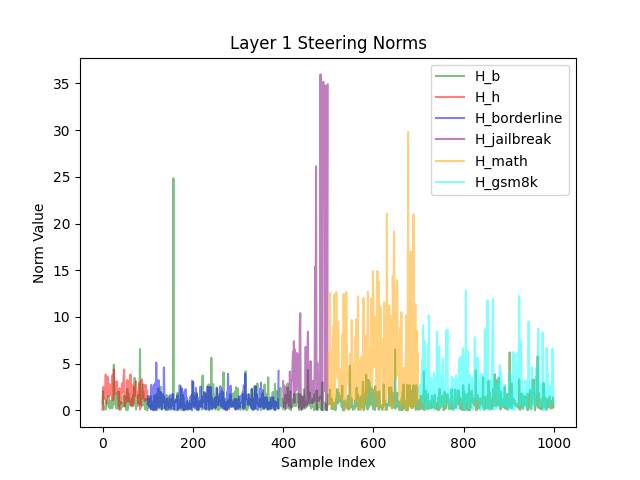 Layer 1 Steering Norms
H_b
H_h
H_borderline
H_jailbreak
H_math
H_gsm8k
Norm Value
35
30
25
20
15
10
5
0
0 200 400 600 800 1000
Sample Index